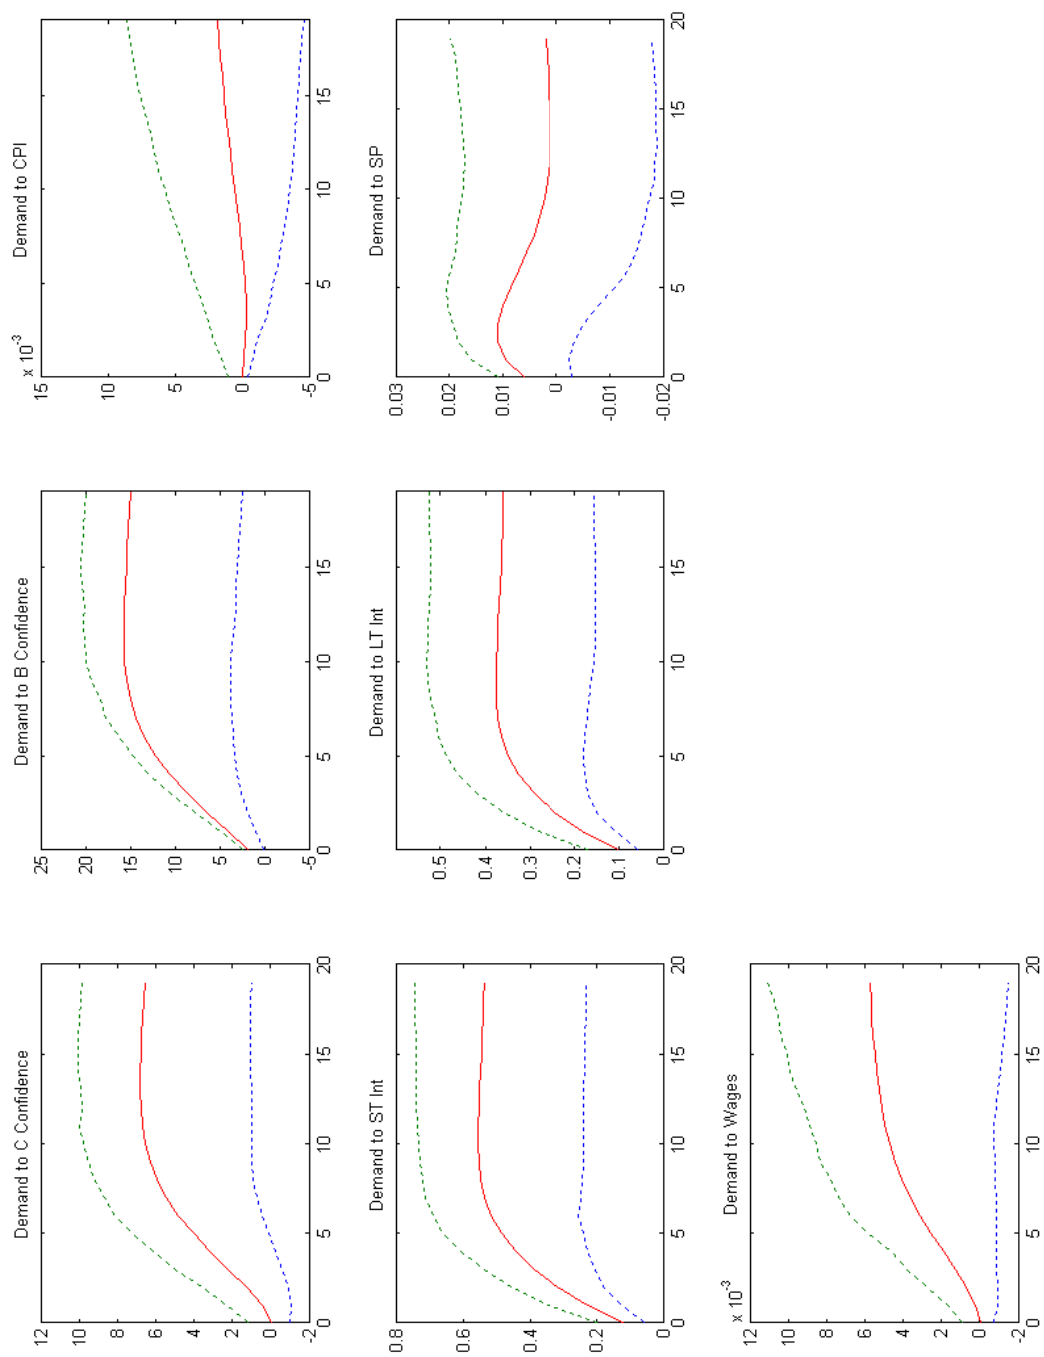 Demand to C Confidence
12
10
8
6
4
2
0
-2
0 5 10 15 20
Demand to B Confidence
25
20
15
10
5
0
-5
0 5 10 15
x 10-3
Demand to CPI
15
10
5
0
-5
0 5 10 15
Demand to ST Int
0.8
0.6
0.4
0.2
0
0 5 10 15 20
Demand to LT Int
0.5
0.4
0.3
0.2
0.1
0
0 5 10 15
Demand to SP
0.03
0.02
0.01
0
-0.01
-0.02
0 5 10 15 20
x 10-3
Demand to Wages
12
10
8
6
4
2
0
-2
0 5 10 15 20